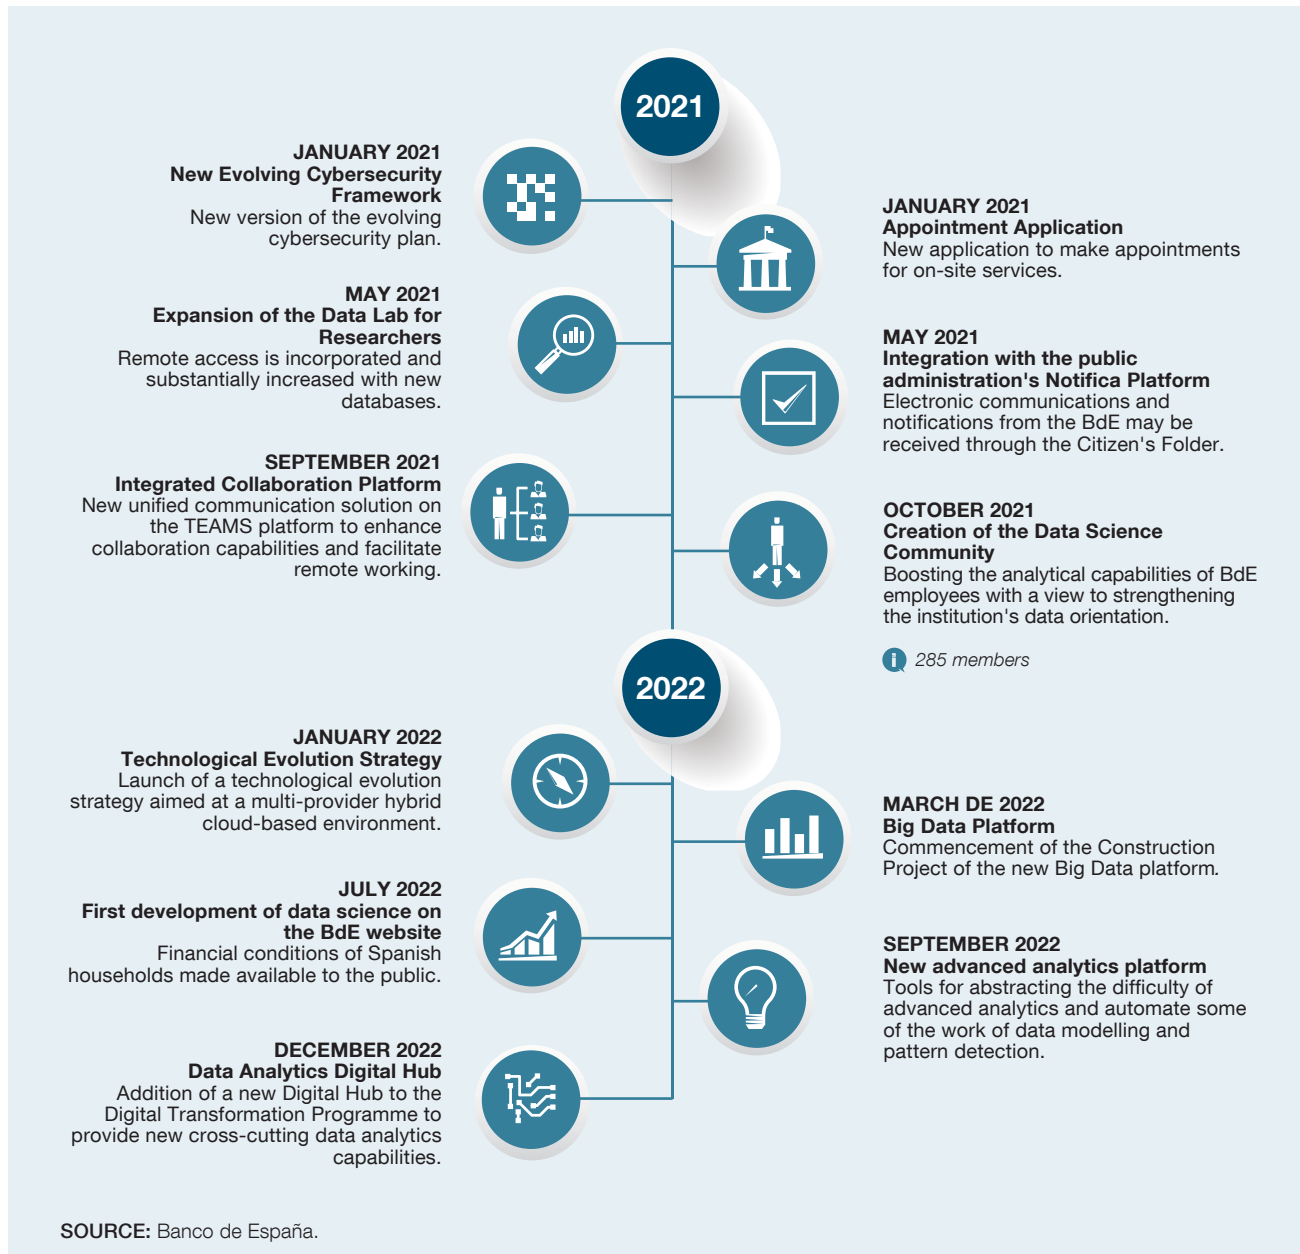 2021
JANUARY 2021
New Evolving Cybersecurity
Framework
New version of the evolving
cybersecurity plan.
JANUARY 2021
Appointment Application
New application to make appointments
for on-site services.
MAY 2021
Expansion of the Data Lab for
Researchers
Remote access is incorporated and
substantially increased with new
databases.
MAY 2021
Integration with the public
administration's Notifica Platform
Electronic communications and
notifications from the BdE may be
received through the Citizen's Folder.
SEPTEMBER 2021
Integrated Collaboration Platform
New unified communication solution on
the TEAMS platform to enhance
collaboration capabilities and facilitate
remote working.
OCTOBER 2021
Creation of the Data Science
Community
Boosting the analytical capabilities of BdE
employees with a view to strengthening
the institution's data orientation.
i 285 members
2022
JANUARY 2022
Technological Evolution Strategy
Launch of a technological evolution
strategy aimed at a multi-provider hybrid
cloud-based environment.
MARCH DE 2022
Big Data Platform
Commencement of the Construction
Project of the new Big Data platform.
JULY 2022
First development of data science on
the BdE website
Financial conditions of Spanish
households made available to the public.
SEPTEMBER 2022
New advanced analytics platform
Tools for abstracting the difficulty of
advanced analytics and automate some
of the work of data modelling and
pattern detection.
DECEMBER 2022
Data Analytics Digital Hub
Addition of a new Digital Hub to the
Digital Transformation Programme to
provide new cross-cutting data analytics
capabilities.
SOURCE: Banco de España.